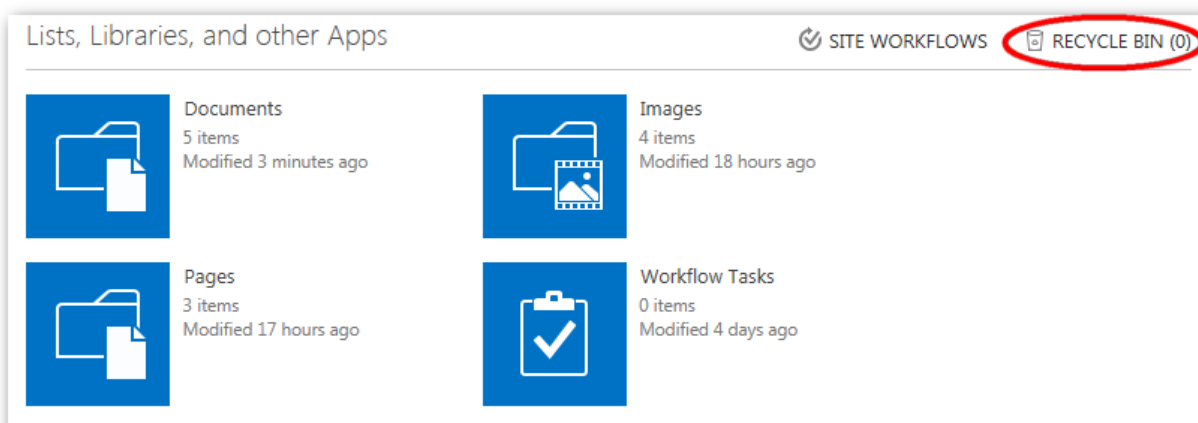 Lists, Libraries, and other Apps
SITE WORKFLOWS
RECYCLE BIN (0)
Documents
5 items
Modified 3 minutes ago
Images
4 items
Modified 18 hours ago
Pages
3 items
Modified 17 hours ago
Workflow Tasks
0 items
Modified 4 days ago